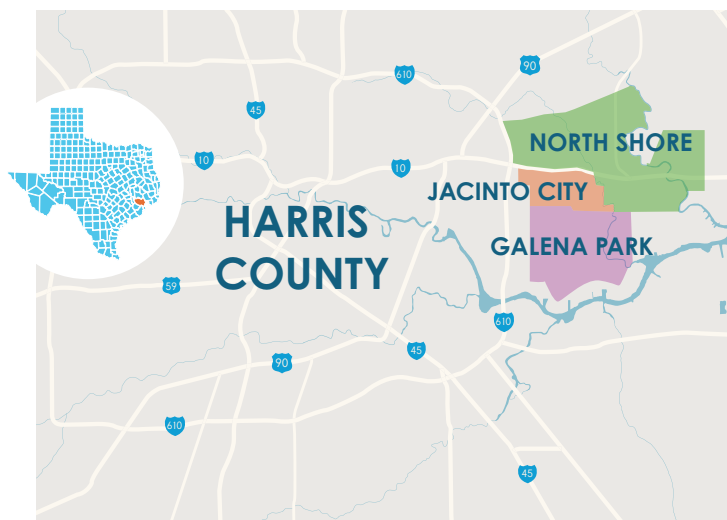 610
90
45
10
10
NORTH SHORE
JACINTO CITY
HARRIS
COUNTY
GALENA PARK
59
610
45
90
610
45